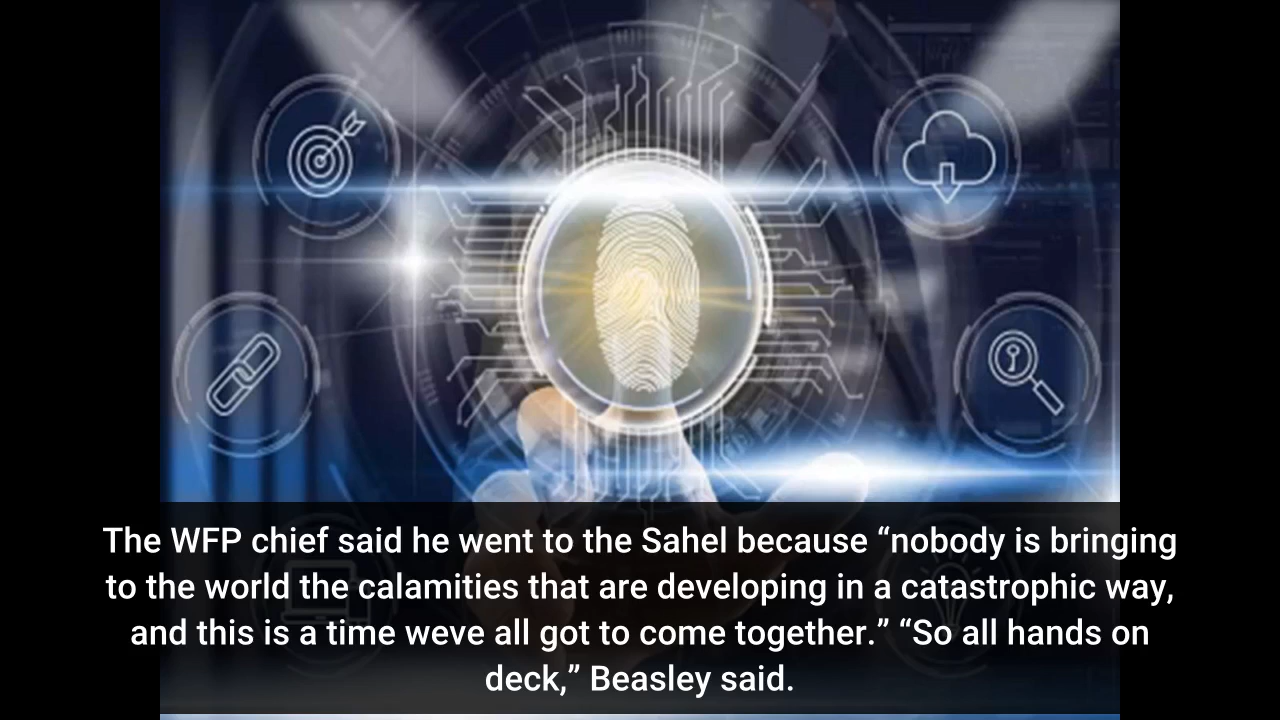 The WFP chief said he went to the Sahel because “nobody is bringing
to the world the calamities that are developing in a catastrophic way,
and this is a time weve all got to come together.” “So all hands on
deck,” Beasley said.